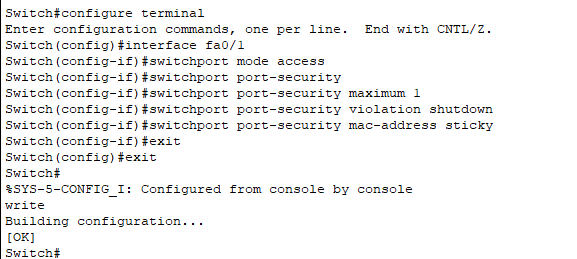 Switch#configure terminal
Enter configuration commands, one per line.  End with CNTL/Z.
Switch(config)#interface fa0/1
Switch(config-if)#switchport mode access
Switch(config-if)#switchport port-security
Switch(config-if)#switchport port-security maximum 1
Switch(config-if)#switchport port-security violation shutdown
Switch(config-if)#switchport port-security mac-address sticky
Switch(config-if)#exit
Switch(config)#exit
Switch#
%SYS-5-CONFIG_I: Configured from console by console
write
Building configuration...
[OK]
Switch#